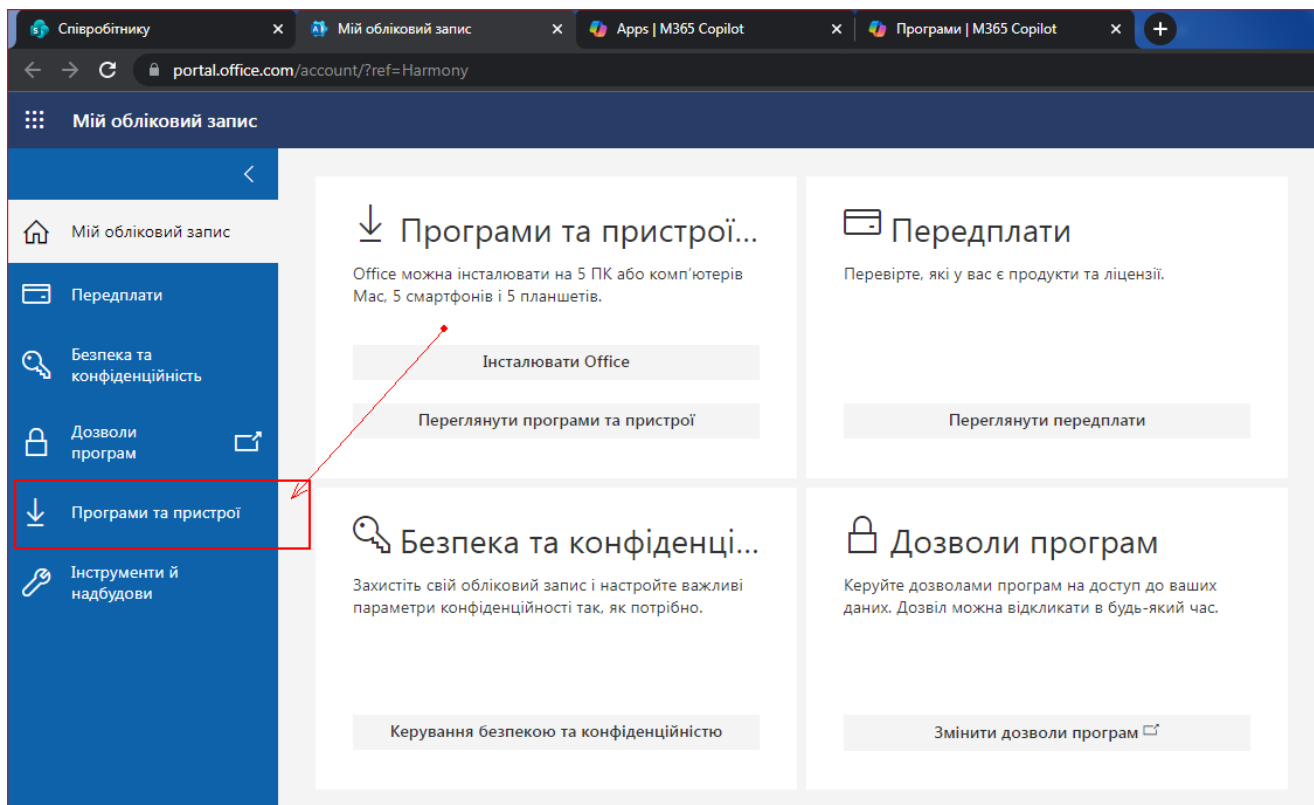 Співробітнику
Мій обліковий запис
Apps | M365 Copilot
Програми | M365 Copilot
portal.office.com/account/?ref=Harmony
Мій обліковий запис
Мій обліковий запис
Передплати
Безпека та
конфіденційність
Дозволи
програм
Програми та пристрої
Інструменти й
надбудови
Програми та пристрої...
Office можна інсталювати на 5 ПК або комп'ютерів
Mac, 5 смартфонів і 5 планшетів.
Інсталювати Office
Переглянути програми та пристрої
Передплати
Перевірте, які у вас є продукти та ліцензії.
Переглянути передплати
Безпека та конфіденці...
Захистіть свій обліковий запис і настройте важливі
параметри конфіденційності так, як потрібно.
Керування безпекою та конфіденційністю
Дозволи програм
Керуйте дозволами програм на доступ до ваших
даних. Дозвіл можна відкликати в будь-який час.
Змінити дозволи програм